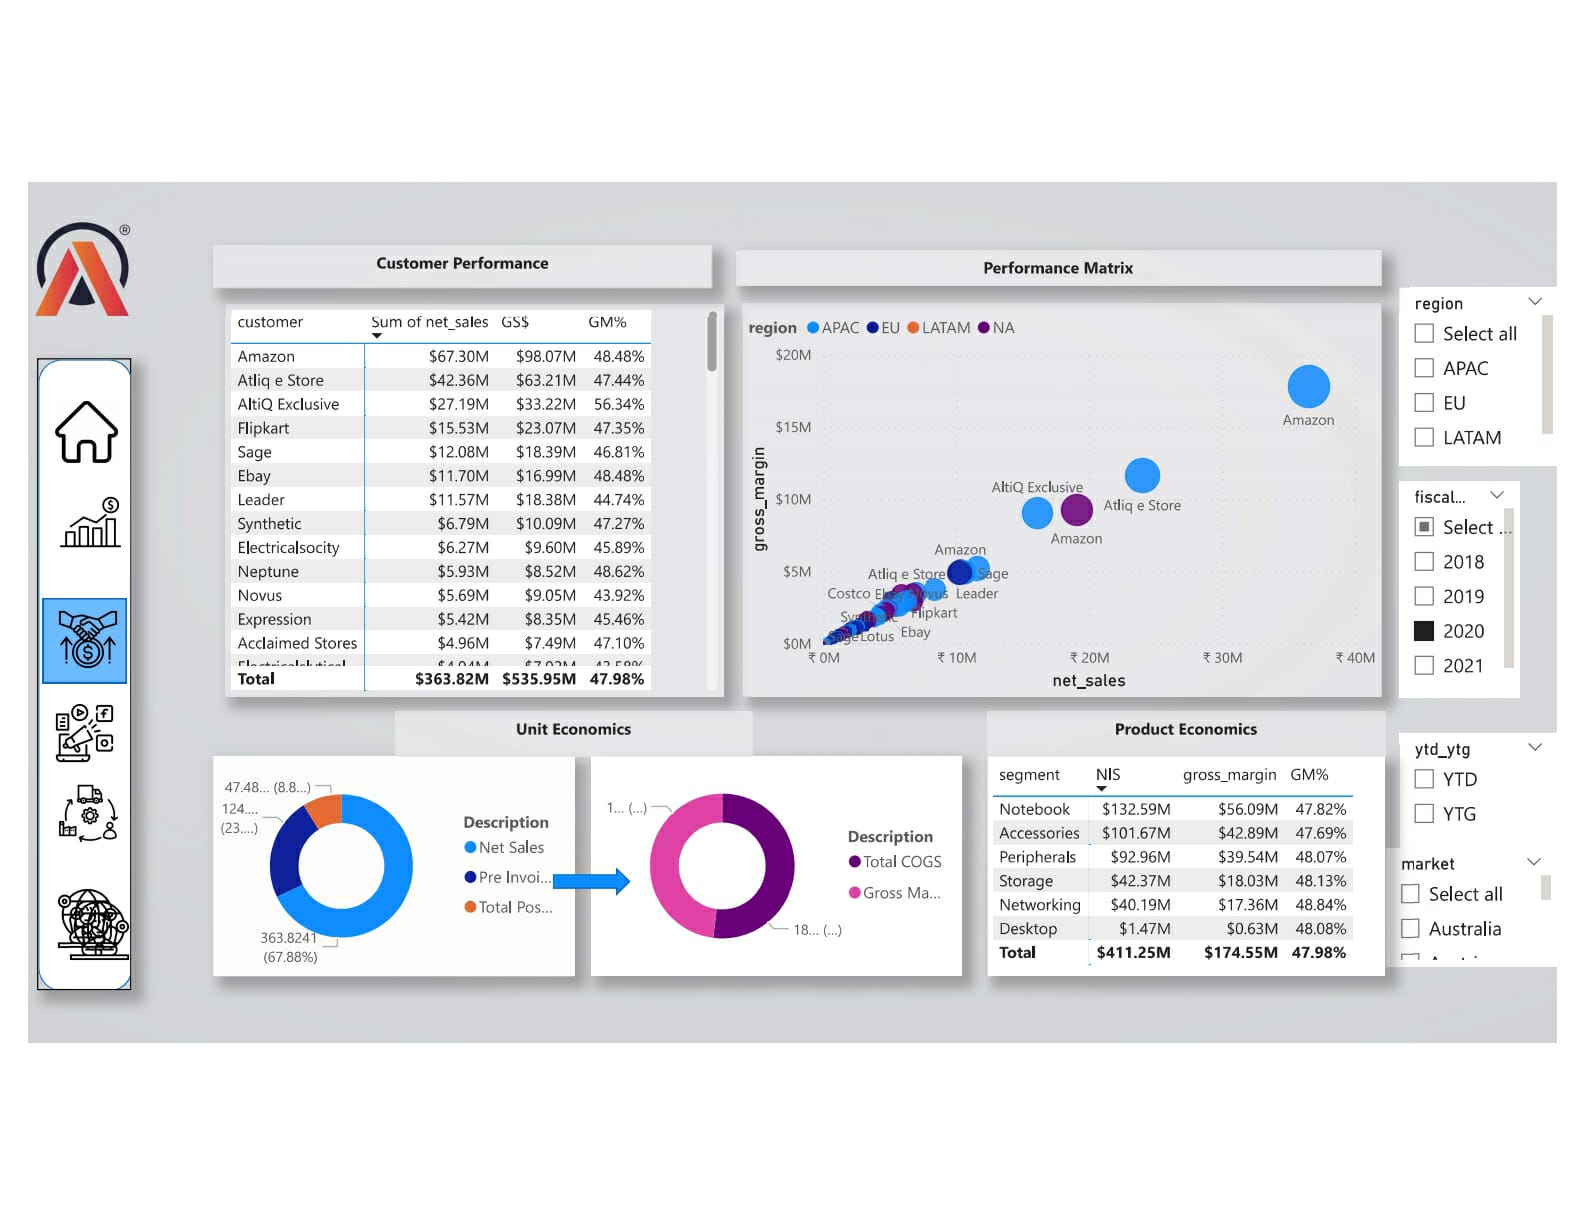 ®
Customer Performance
customer Sum of net_sales GS$ GM%
Amazon $67.30M $98.07M 48.48%
Atliq e Store $42.36M $63.21M 47.44%
AltiQ Exclusive $27.19M $33.22M 56.34%
Flipkart $15.53M $23.07M 47.35%
Sage $12.08M $18.39M 46.81%
Ebay $11.70M $16.99M 48.48%
Leader $11.57M $18.38M 44.74%
Synthetic $6.79M $10.09M 47.27%
Electricalsocity $6.27M $9.60M 45.89%
Neptune $5.93M $8.52M 48.62%
Novus $5.69M $9.05M 43.92%
Expression $5.42M $8.35M 45.46%
Acclaimed Stores $4.96M $7.49M 47.10%
Total $363.82M $535.95M 47.98%
Performance Matrix
region APAC EU LATAM NA
gross_margin
$20M
$15M
$10M
$5M
$0M
Amazon
AltiQ Exclusive
Atliq e Store
Amazon
Amazon
Atliq e Store Sage
Costco Ebay Novus Leader
Flipkart
Ebay
Sage Lotus
₹ 0M ₹ 10M ₹ 20M ₹ 30M ₹ 40M
net_sales
region
Select all
APAC
EU
LATAM
fiscal...
Select ...
2018
2019
2020
2021
ytd_ytg
YTD
YTG
market
Select all
Australia
Unit Economics
47.48... (8.8...)
124....
(23....)
363.8241
(67.88%)
Description
Net Sales
Pre Invoi...
Total Pos...
1... (...)
18... (...)
Description
Total COGS
Gross Ma...
Product Economics
segment NIS gross_margin GM%
Notebook $132.59M $56.09M 47.82%
Accessories $101.67M $42.89M 47.69%
Peripherals $92.96M $39.54M 48.07%
Storage $42.37M $18.03M 48.13%
Networking $40.19M $17.36M 48.84%
Desktop $1.47M $0.63M 48.08%
Total $411.25M $174.55M 47.98%